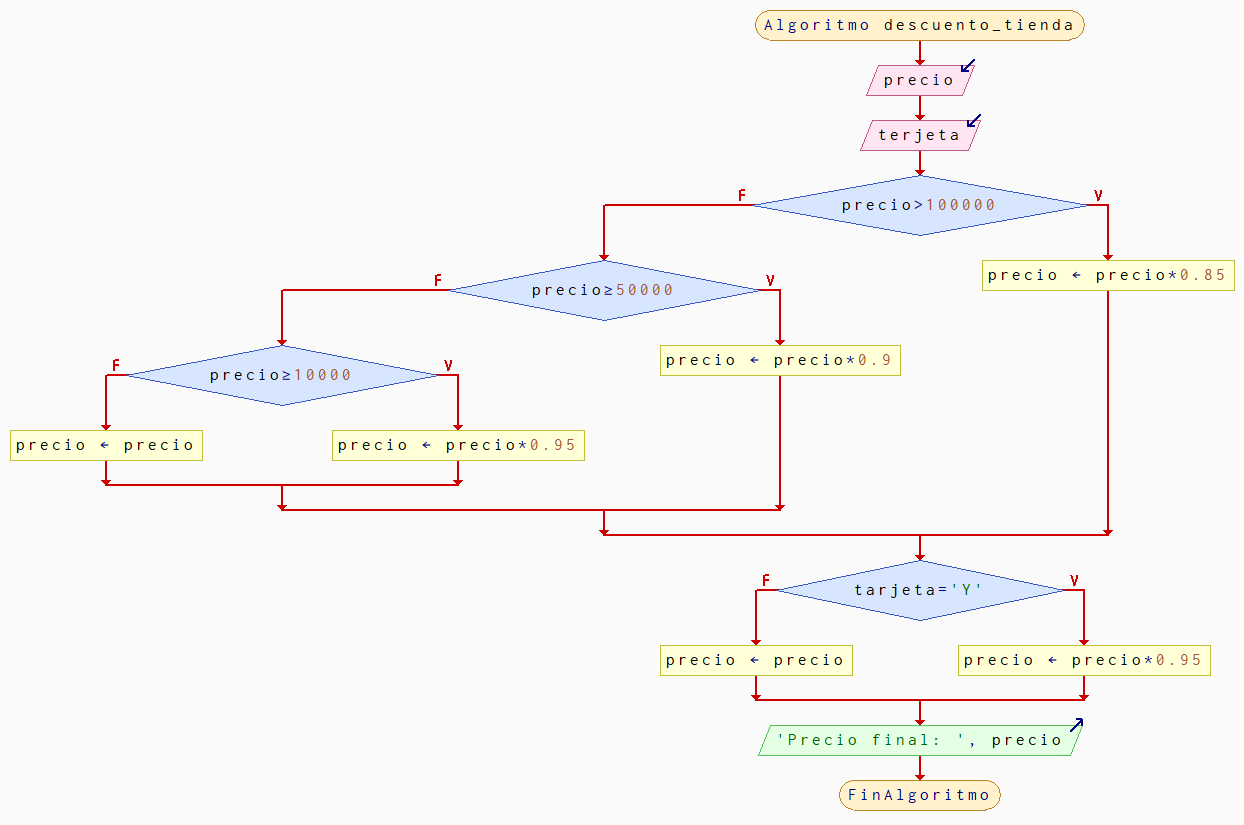 Algoritmo descuento_tienda
precio
terjeta
precio>100000
F
V
precio≥50000
F
V
precio ← precio*0.85
precio≥10000
F
V
precio ← precio*0.9
precio ← precio
precio ← precio*0.95
tarjeta='Y'
F
V
precio ← precio
precio ← precio*0.95
'Precio final: ', precio
FinAlgoritmo